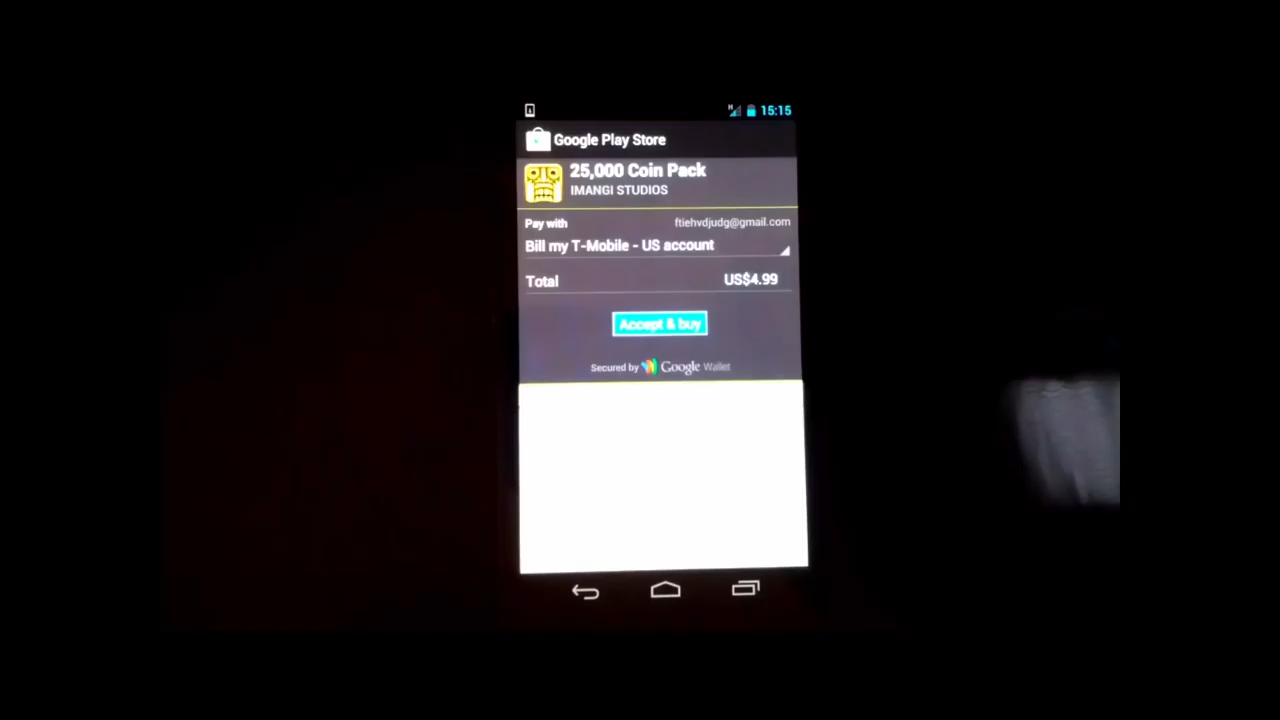 H 15:15
Google Play Store
25,000 Coin Pack
IMANGI STUDIOS
Pay with ftiehvdjudg@gmail.com
Bill my T-Mobile - US account
Total US$4.99
Accept & buy
Secured by Google Wallet